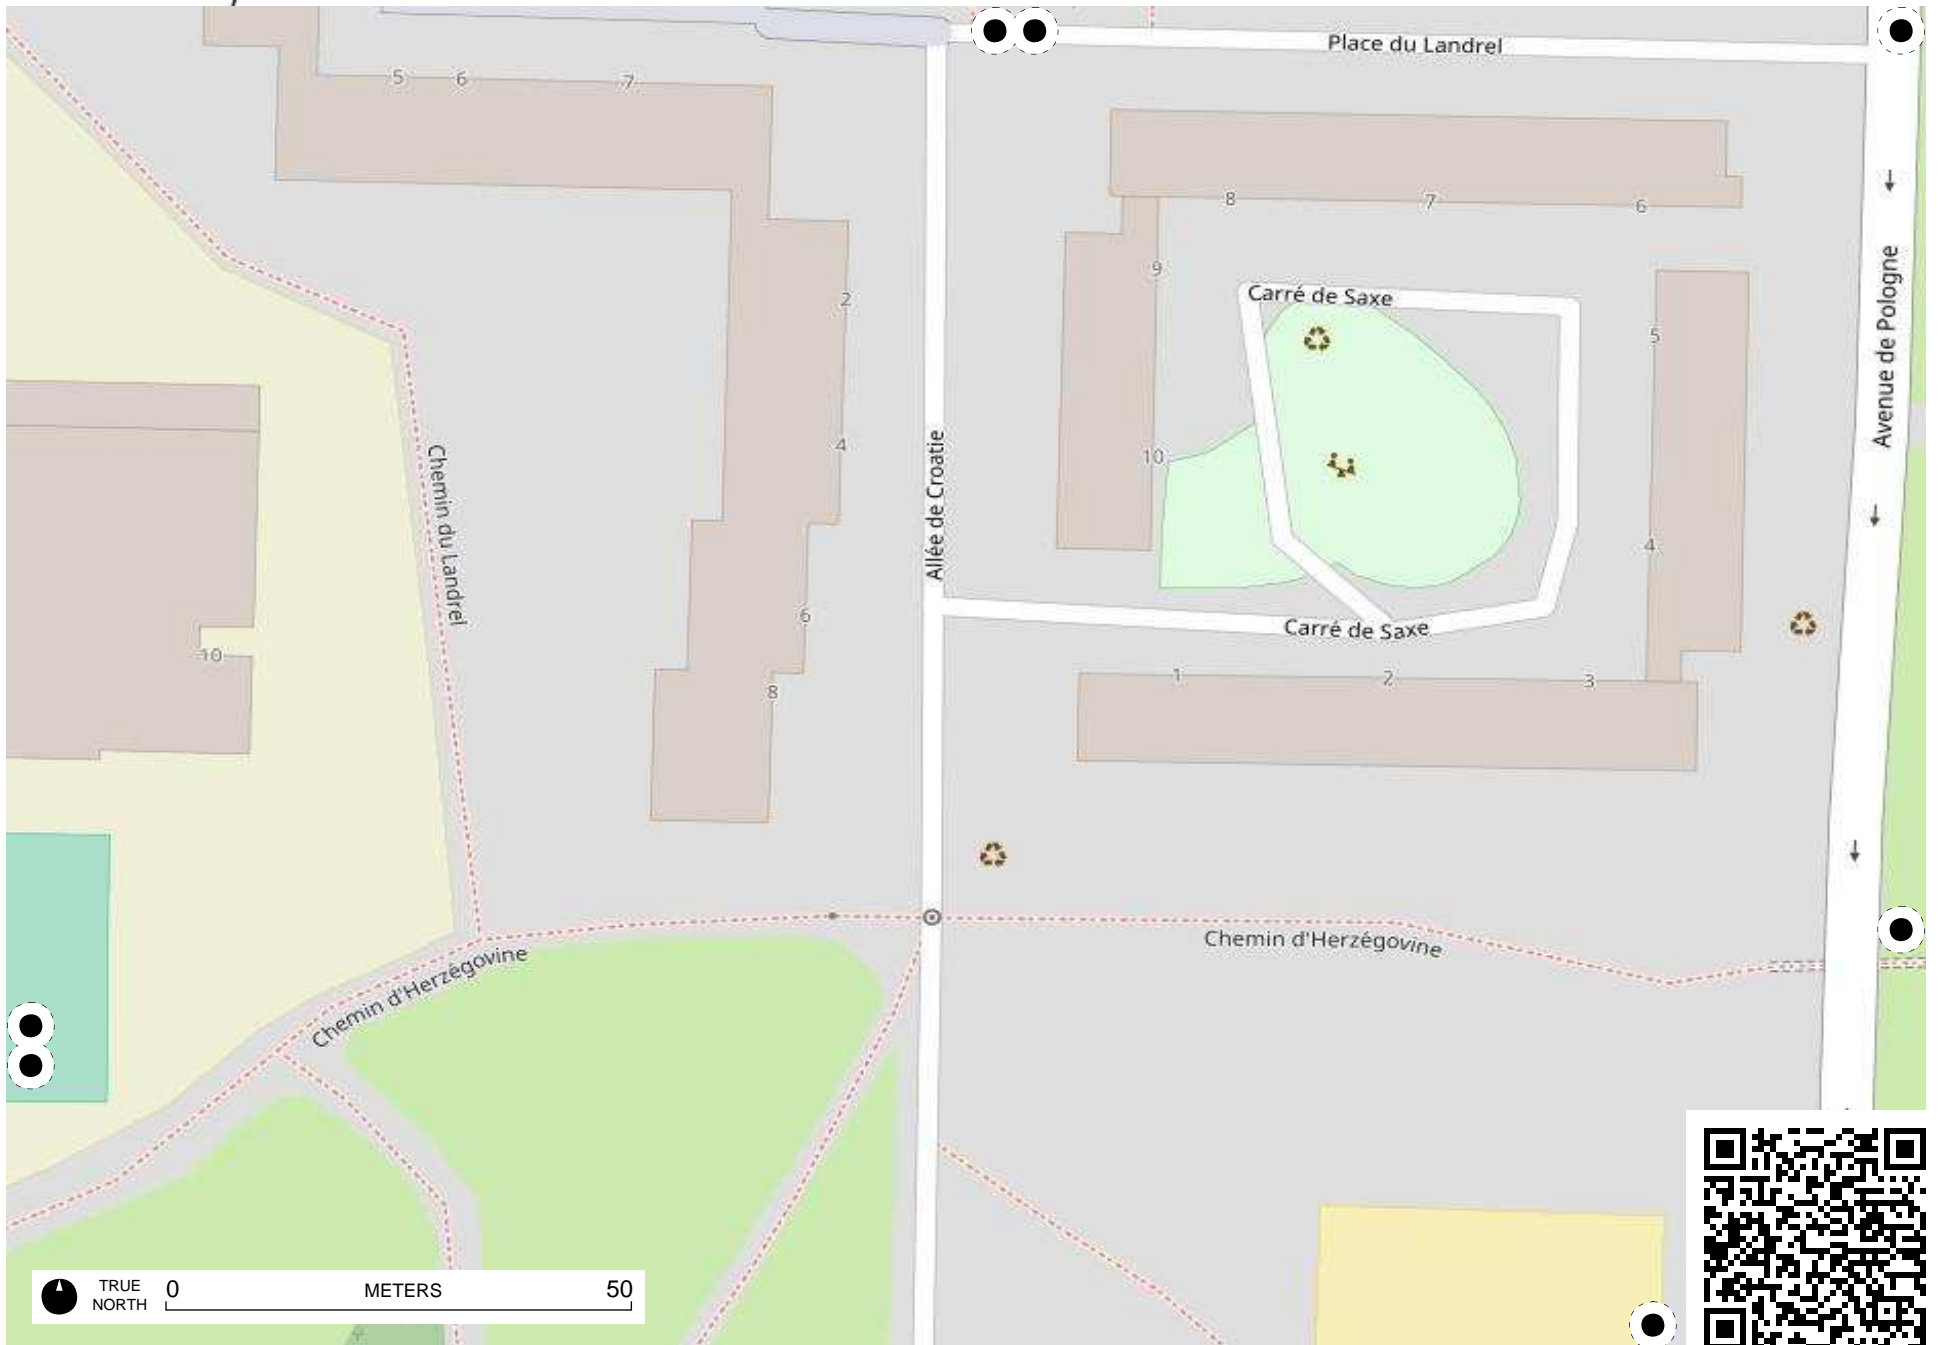 Place du Landrel
5 6 7
8 7 6
9
2
Carré de Saxe
5
Avenue de Pologne
4
10
Chemin du Landrel
Allée de Croatie
4
6
Carré de Saxe
10
1 2 3
8
Chemin d'Herzégovine
Chemin d'Herzégovine
TRUE NORTH
0 METERS 50